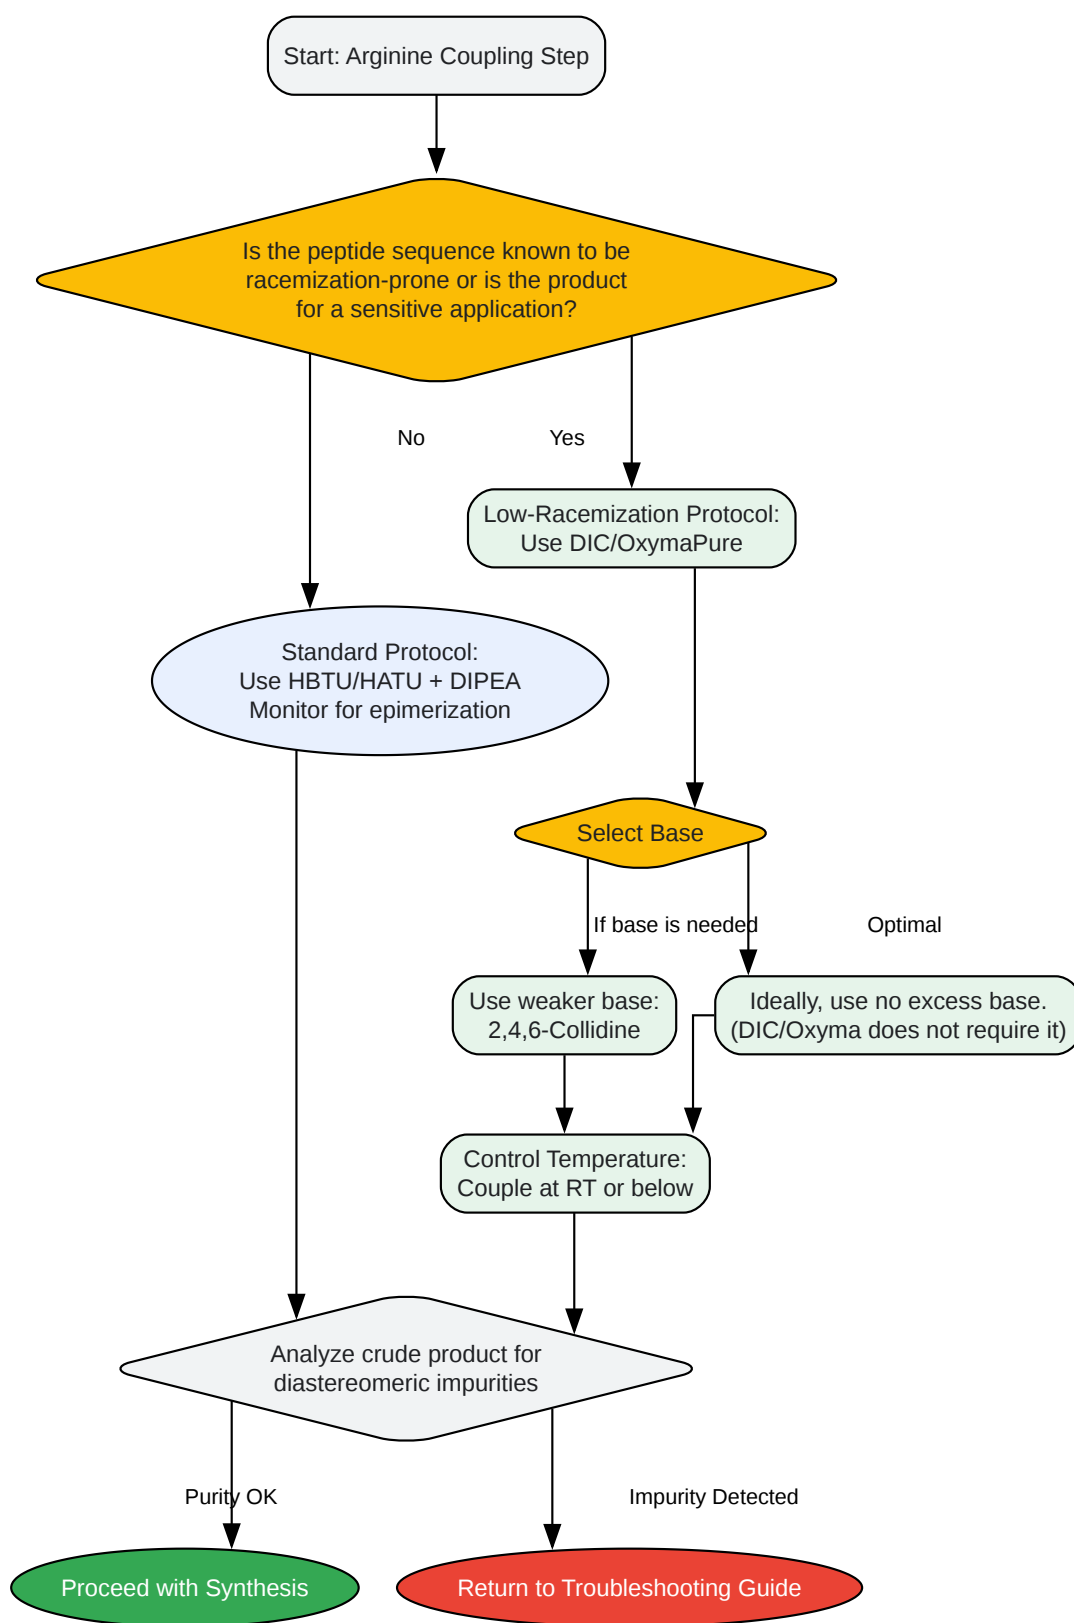 Start: Arginine Coupling Step
Is the peptide sequence known to be
racemization-prone or is the product
for a sensitive application?
No
Yes
Low-Racemization Protocol:
Use DIC/OxymaPure
Standard Protocol:
Use HBTU/HATU + DIPEA
Monitor for epimerization
Select Base
If base is needed
Optimal
Use weaker base:
2,4,6-Collidine
Ideally, use no excess base.
(DIC/Oxyma does not require it)
Control Temperature:
Couple at RT or below
Analyze crude product for
diastereomeric impurities
Purity OK
Impurity Detected
Proceed with Synthesis
Return to Troubleshooting Guide